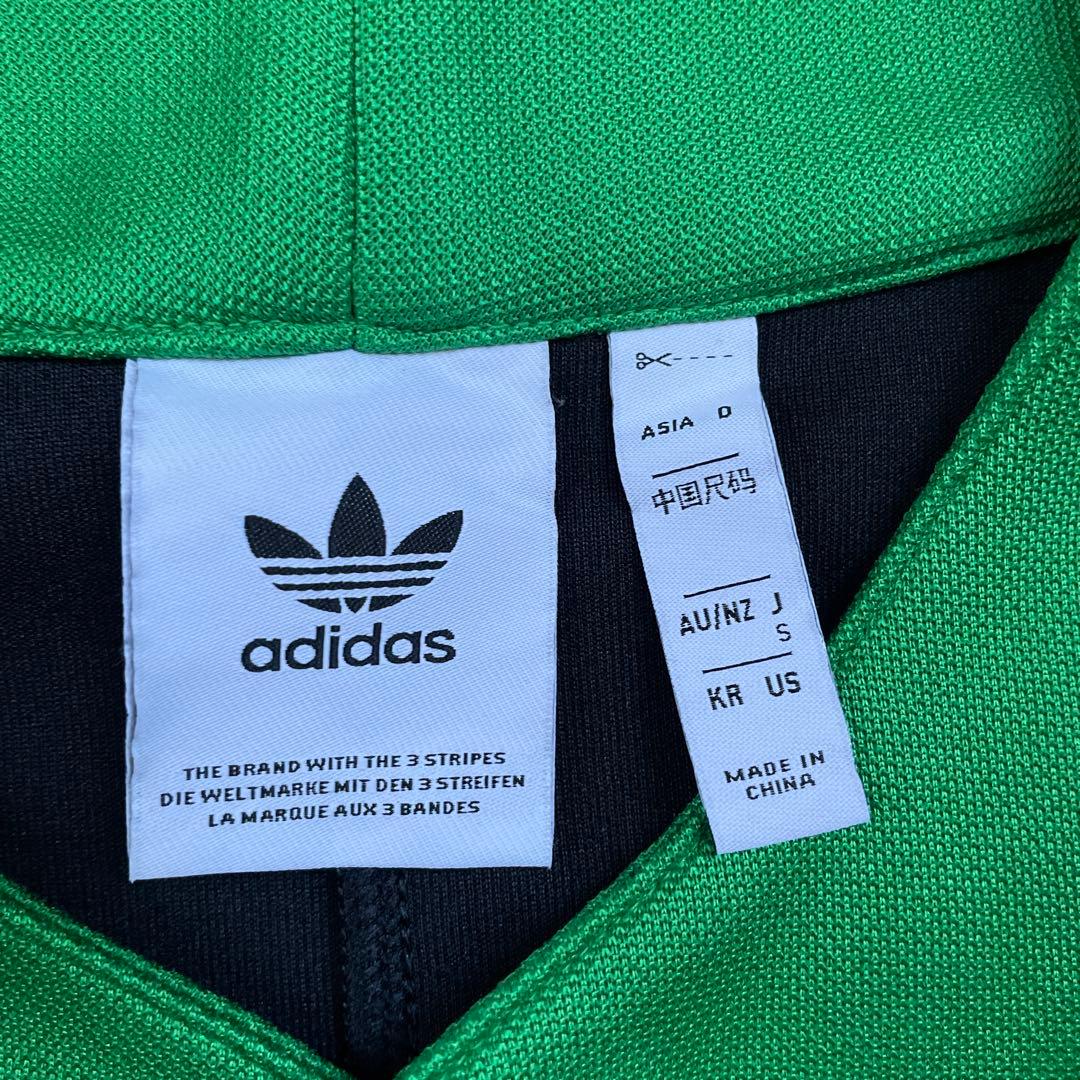 adidas
THE BRAND WITH THE 3 STRIPES
DIE WELTMARKE MIT DEN 3 STREIFEN
LA MARQUE AUX 3 BANDES
ASIA D
中国尺码
AU/NZ J
S
KR US
MADE IN
CHINA